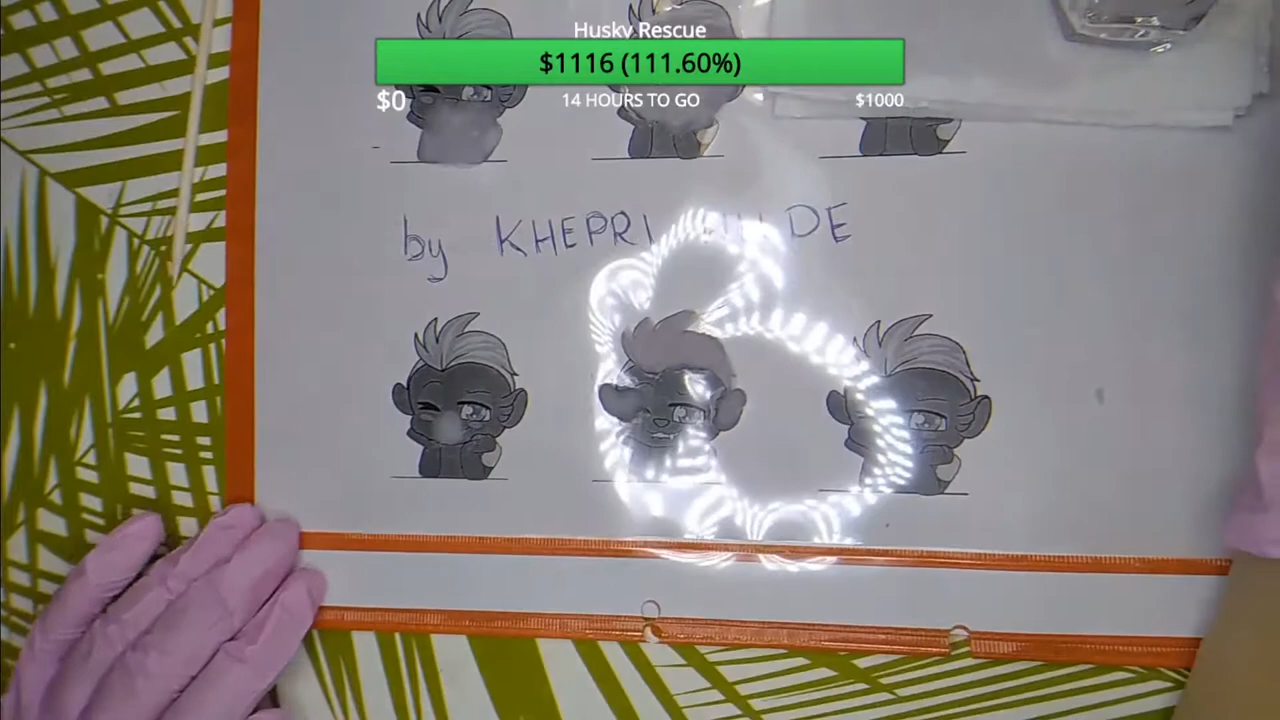 Husky Rescue
$1116 (111.60%)
$0 14 HOURS TO GO $1000
by KHEPRI DE